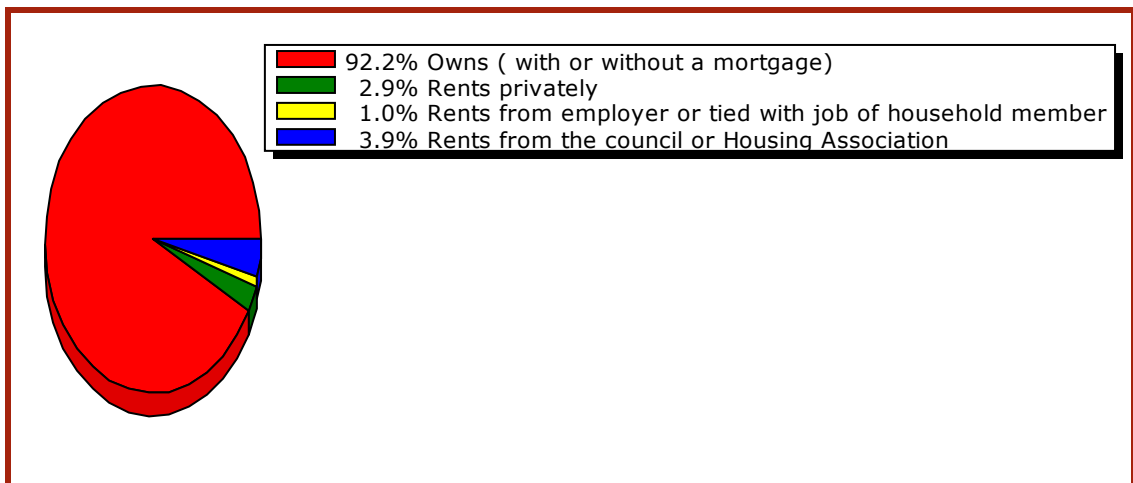 92.2% Owns ( with or without a mortgage)
2.9% Rents privately
1.0% Rents from employer or tied with job of household member
3.9% Rents from the council or Housing Association